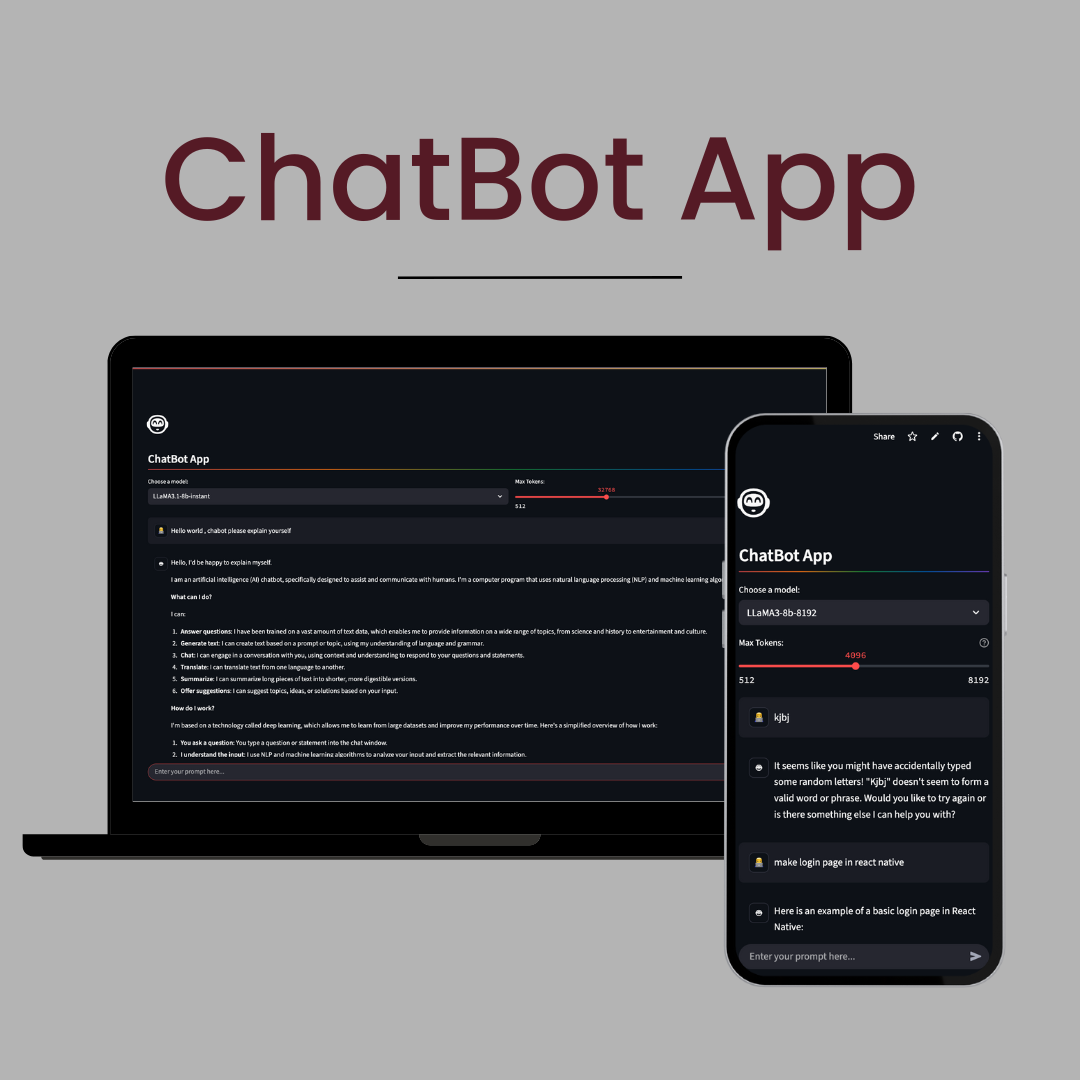 ChatBot App
ChatBot App
Choose a model:
LLaMA3.1-8b-instant
Max Tokens:
32768
512
Hello world , chabot please explain yourself
Hello, I'd be happy to explain myself.
I am an artificial intelligence (AI) chatbot, specifically designed to assist and communicate with humans. I'm a computer program that uses natural language processing (NLP) and machine learning algo
What can I do?
I can:
1. Answer questions: I have been trained on a vast amount of text data, which enables me to provide information on a wide range of topics, from science and history to entertainment and culture.
2. Generate text: I can create text based on a prompt or topic, using my understanding of language and grammar.
3. Chat: I can engage in a conversation with you, using context and understanding to respond to your questions and statements.
4. Translate: I can translate text from one language to another.
5. Summarize: I can summarize long pieces of text into shorter, more digestible versions.
6. Offer suggestions: I can suggest topics, ideas, or solutions based on your input.
How do I work?
I'm based on a technology called deep learning, which allows me to learn from large datasets and improve my performance over time. Here's a simplified overview of how I work:
1. You ask a question: You type a question or statement into the chat window.
2. I understand the input: I use NLP and machine learning algorithms to analyze your input and extract the relevant information.
Enter your prompt here...
Share
ChatBot App
Choose a model:
LLaMA3-8b-8192
Max Tokens:
4096
512 8192
kjbj
It seems like you might have accidentally typed
some random letters! "Kjbj" doesn't seem to form a
valid word or phrase. Would you like to try again or
is there something else I can help you with?
make login page in react native
Here is an example of a basic login page in React
Native:
Enter your prompt here...